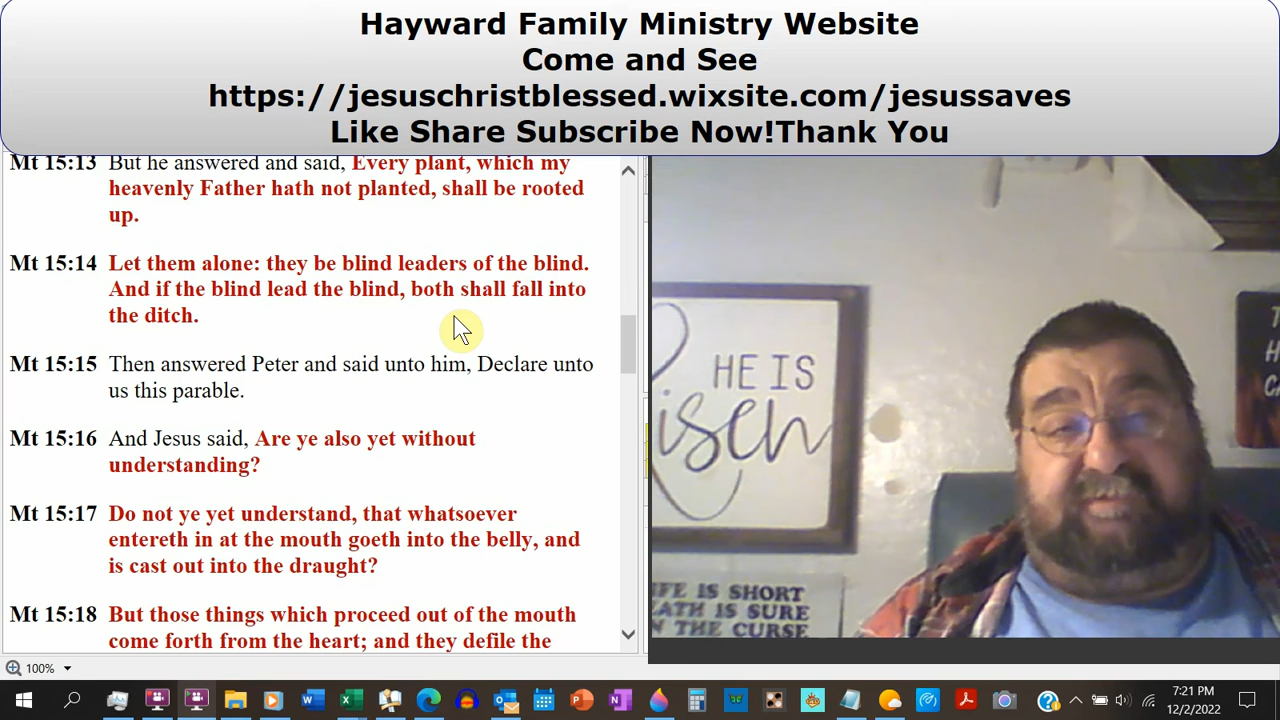 Hayward Family Ministry Website
Come and See
https://jesuschristblessed.wixsite.com/jesussaves
Like Share Subscribe Now!Thank You
Mt 15:13 But he answered and said, Every plant, which my
heavenly Father hath not planted, shall be rooted
up.
Mt 15:14 Let them alone: they be blind leaders of the blind.
And if the blind lead the blind, both shall fall into
the ditch.
Mt 15:15 Then answered Peter and said unto him, Declare unto
us this parable.
Mt 15:16 And Jesus said, Are ye also yet without
understanding?
Mt 15:17 Do not ye yet understand, that whatsoever
entereth in at the mouth goeth into the belly, and
is cast out into the draught?
Mt 15:18 But those things which proceed out of the mouth
come forth from the heart; and they defile the
HE IS
Risen
IS SHORT
IS SURE
THE CURSE
100%
7:21 PM
12/2/2022